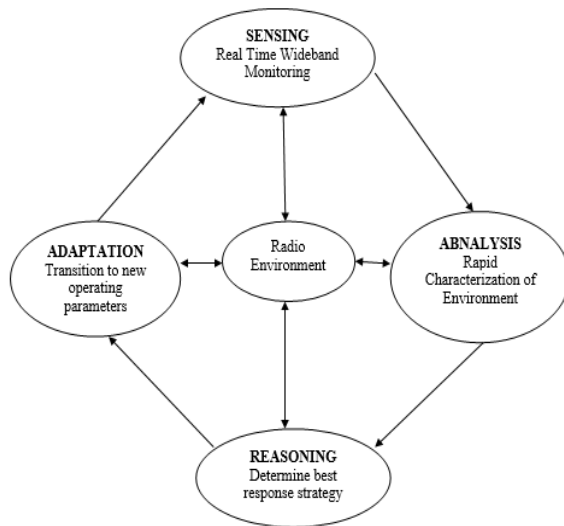 SENSING
Real Time Wideband
Monitoring
ADAPTATION
Transition to new
operating
parameters
Radio
Environment
ABNALYSIS
Rapid
Characterization of
Environment
REASONING
Determine best
response strategy